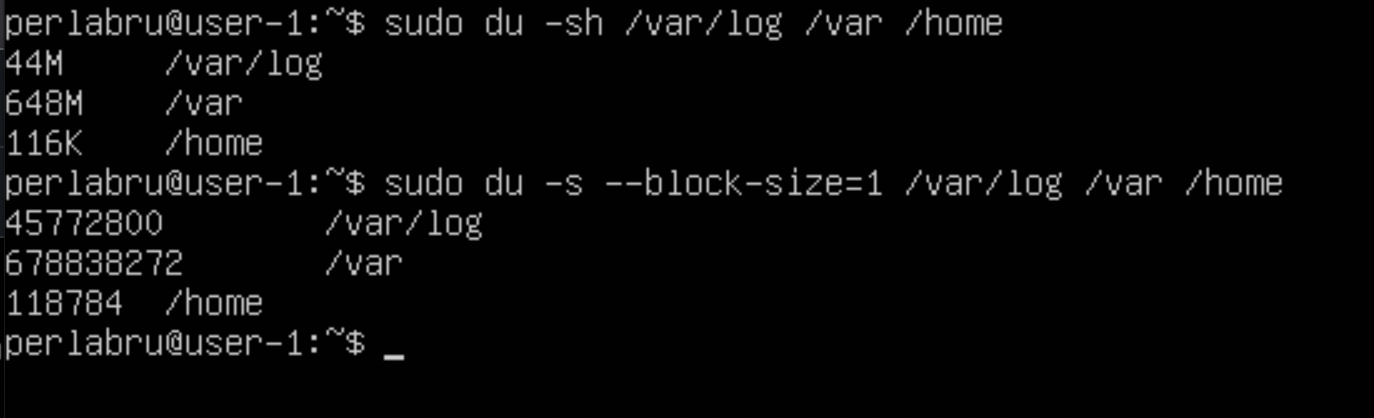 perlabru@user-1:~$ sudo du -sh /var/log /var /home
44M     /var/log
648M    /var
116K    /home
perlabru@user-1:~$ sudo du -s --block-size=1 /var/log /var /home
45772800        /var/log
678838272       /var
118784  /home
perlabru@user-1:~$ _